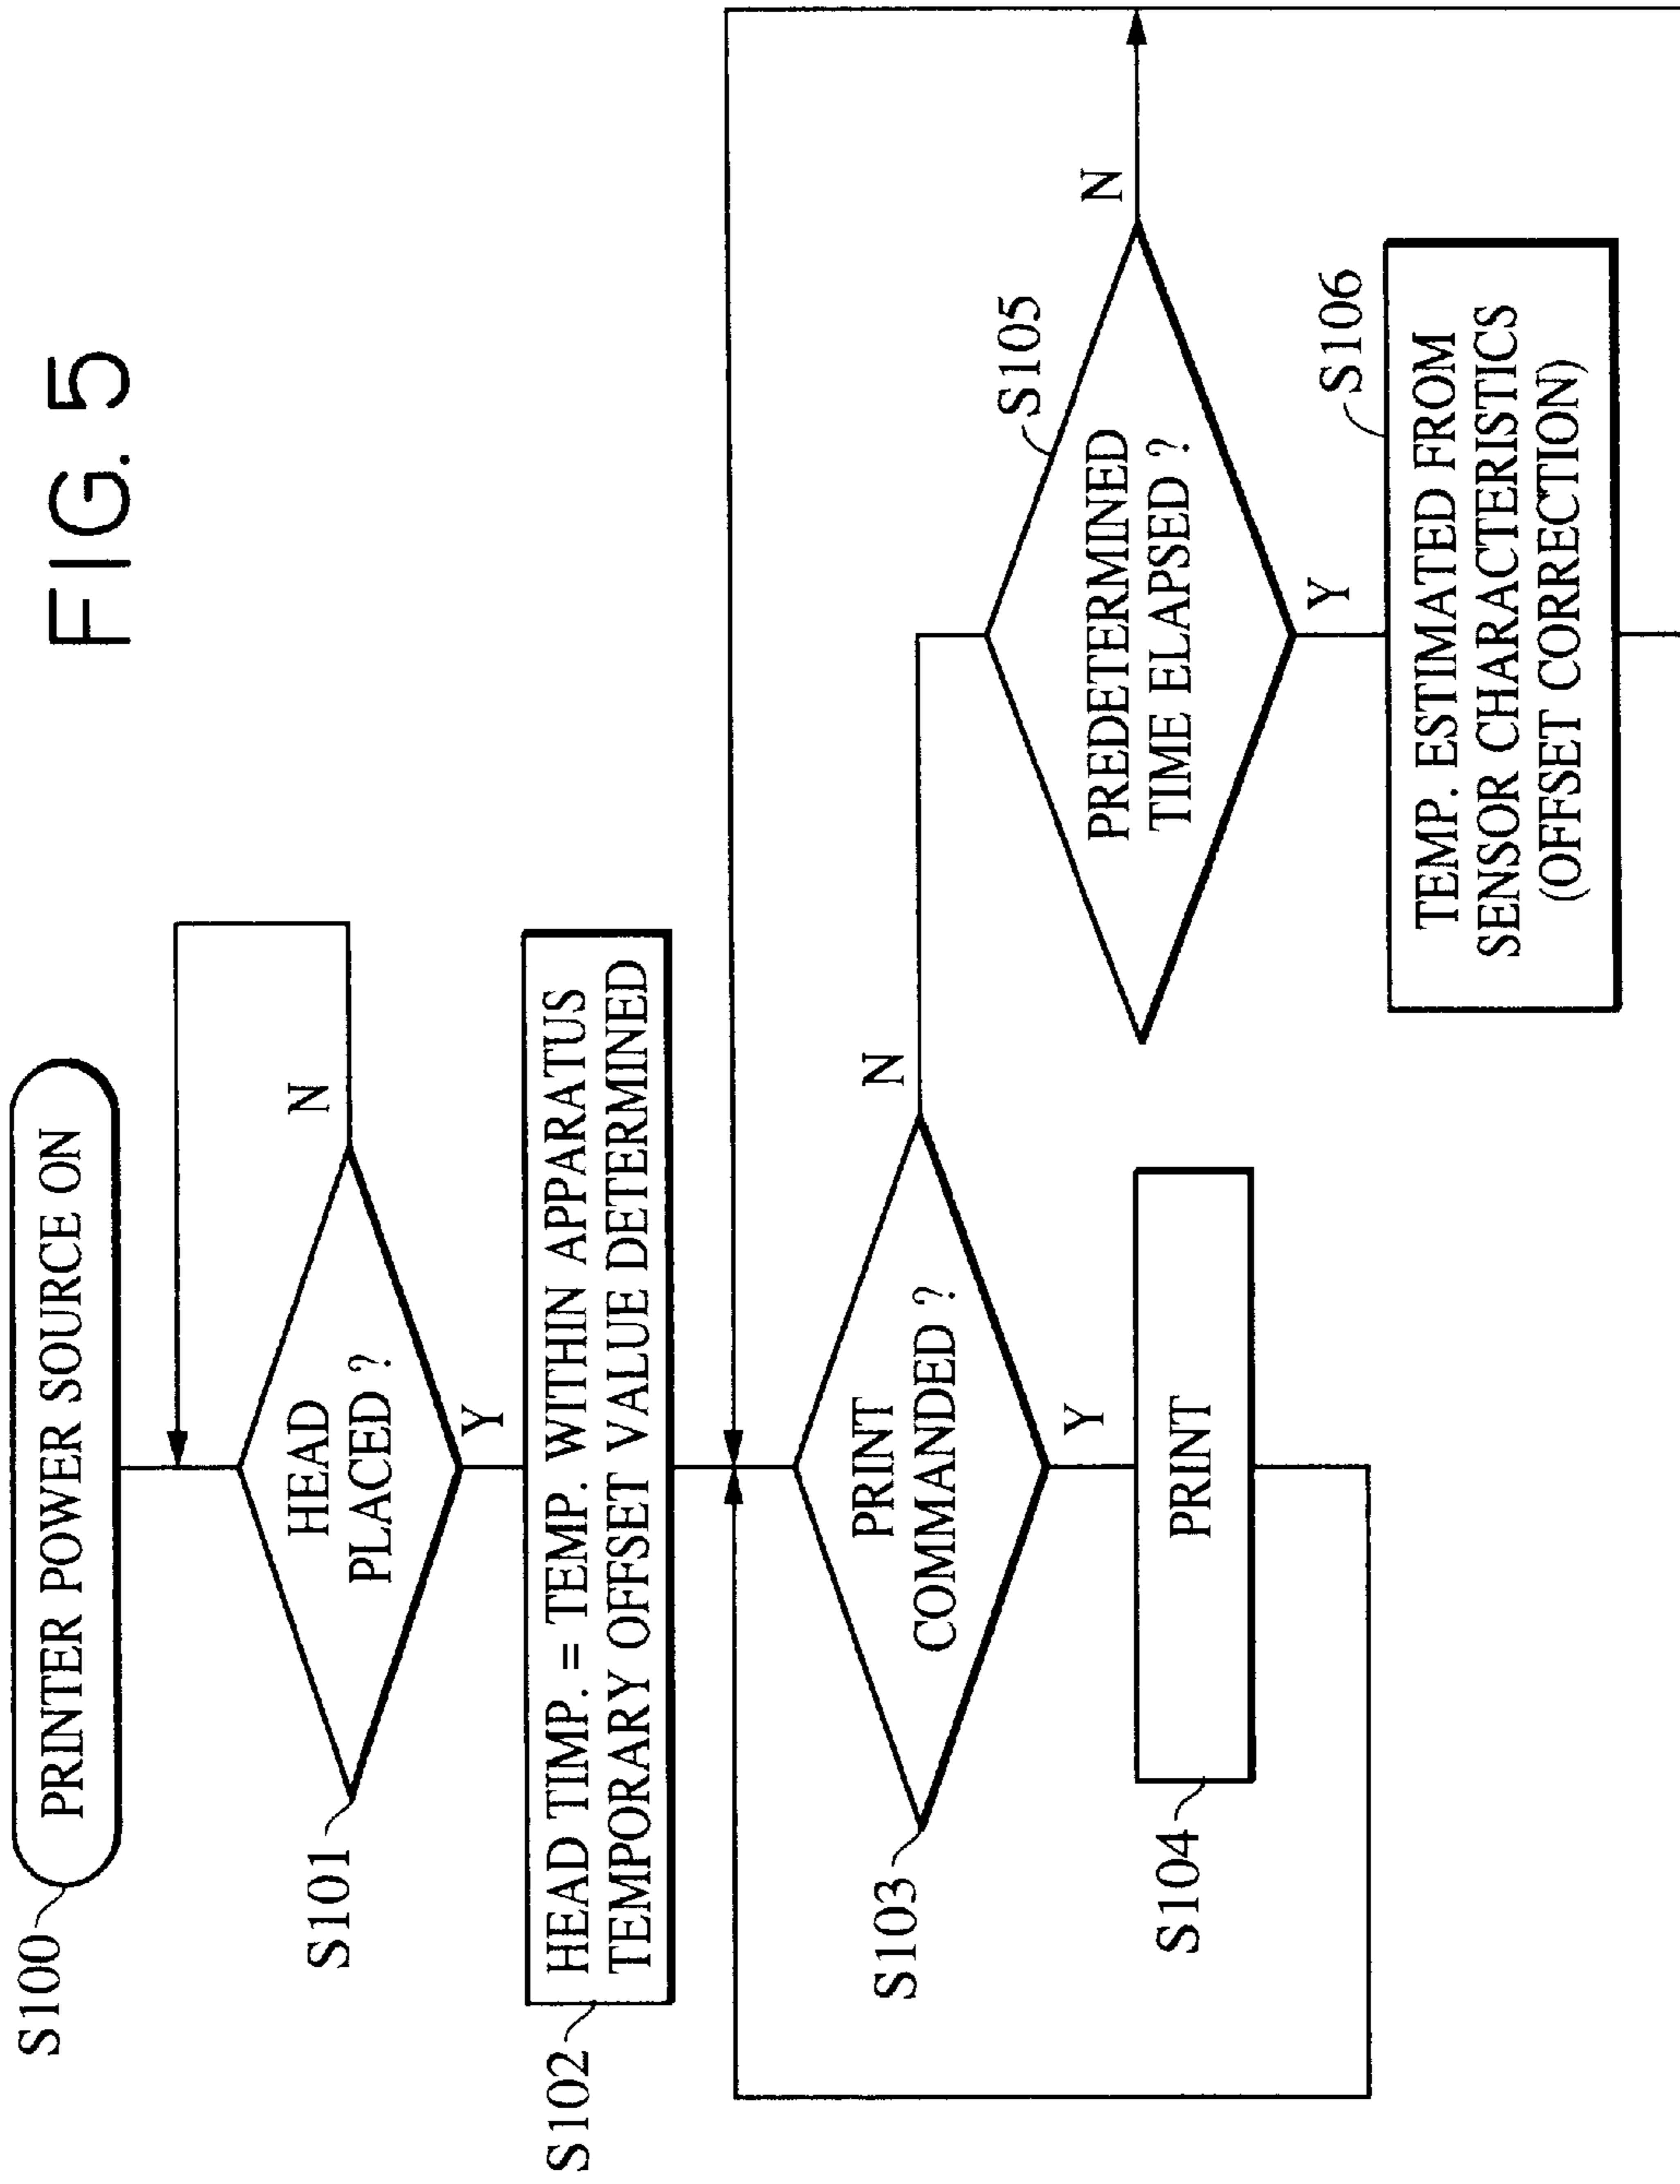 FIG. 5
S100
PRINTER POWER SOURCE ON
S101
HEAD
PLACED ?
N
Y
S102
HEAD TIMP. = TEMP. WITHIN APPARATUS
TEMPORARY OFFSET VALUE DETERMINED
S103
PRINT
COMMANDED ?
N
Y
S104
PRINT
S105
PREDETERMINED
TIME ELAPSED ?
N
Y
S106
TEMP. ESTIMATED FROM
SENSOR CHARACTERISTICS
(OFFSET CORRECTION)